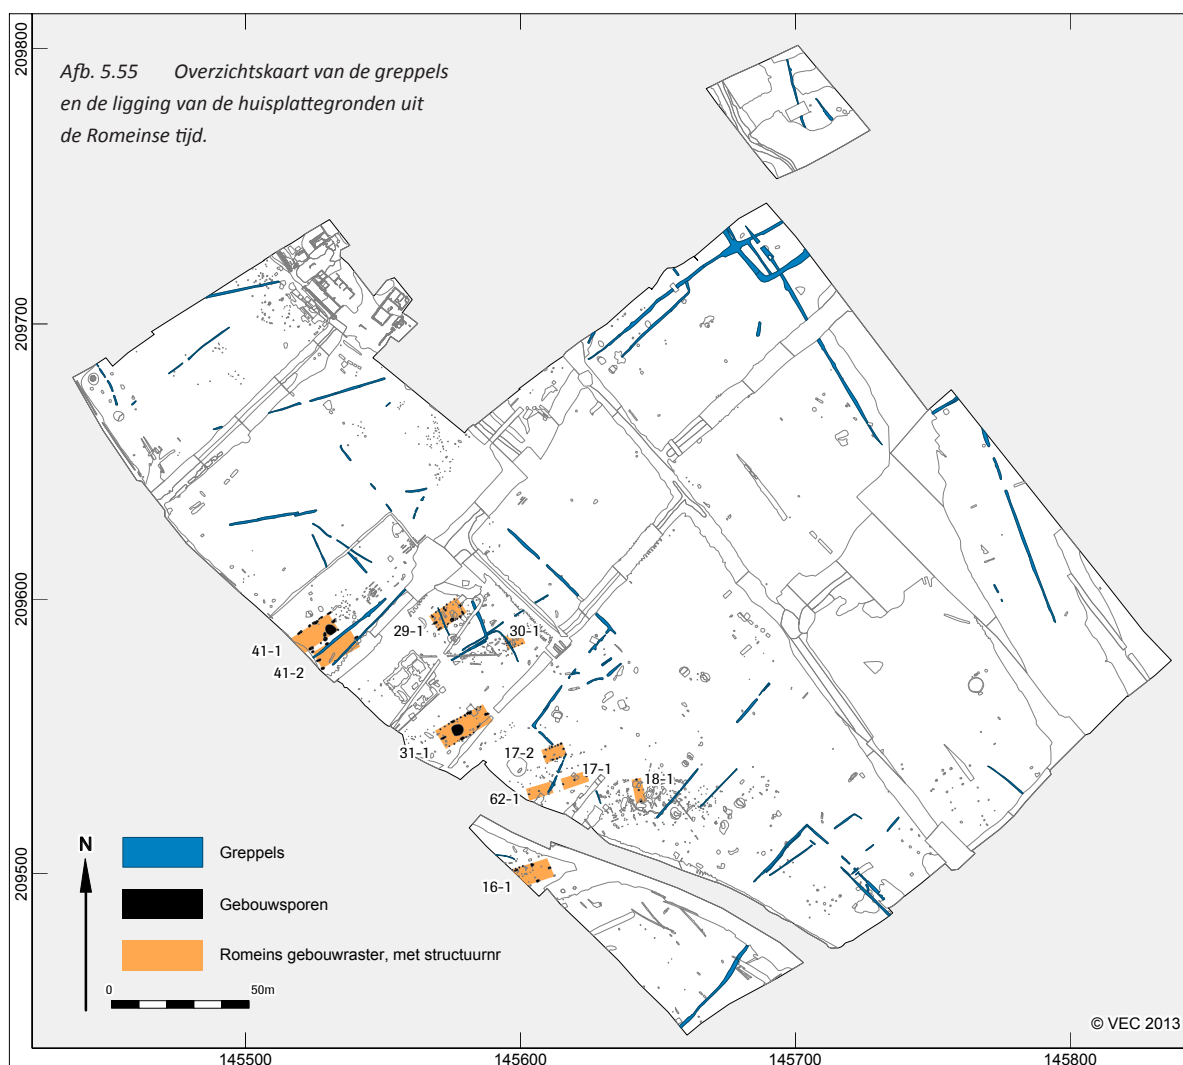 Afb. 5.55 Overzichtskaart van de greppels
en de ligging van de huisplattegronden uit
de Romeinse tijd.
209800
209700
209600
209500
29-1
30-1
41-1
41-2
31-1
17-2
17-1
18-1
62-1
16-1
N
Greppels
Gebouwsporen
Romeins gebouwraster, met structuurnr
0 50m
© VEC 2013
145500 145600 145700 145800